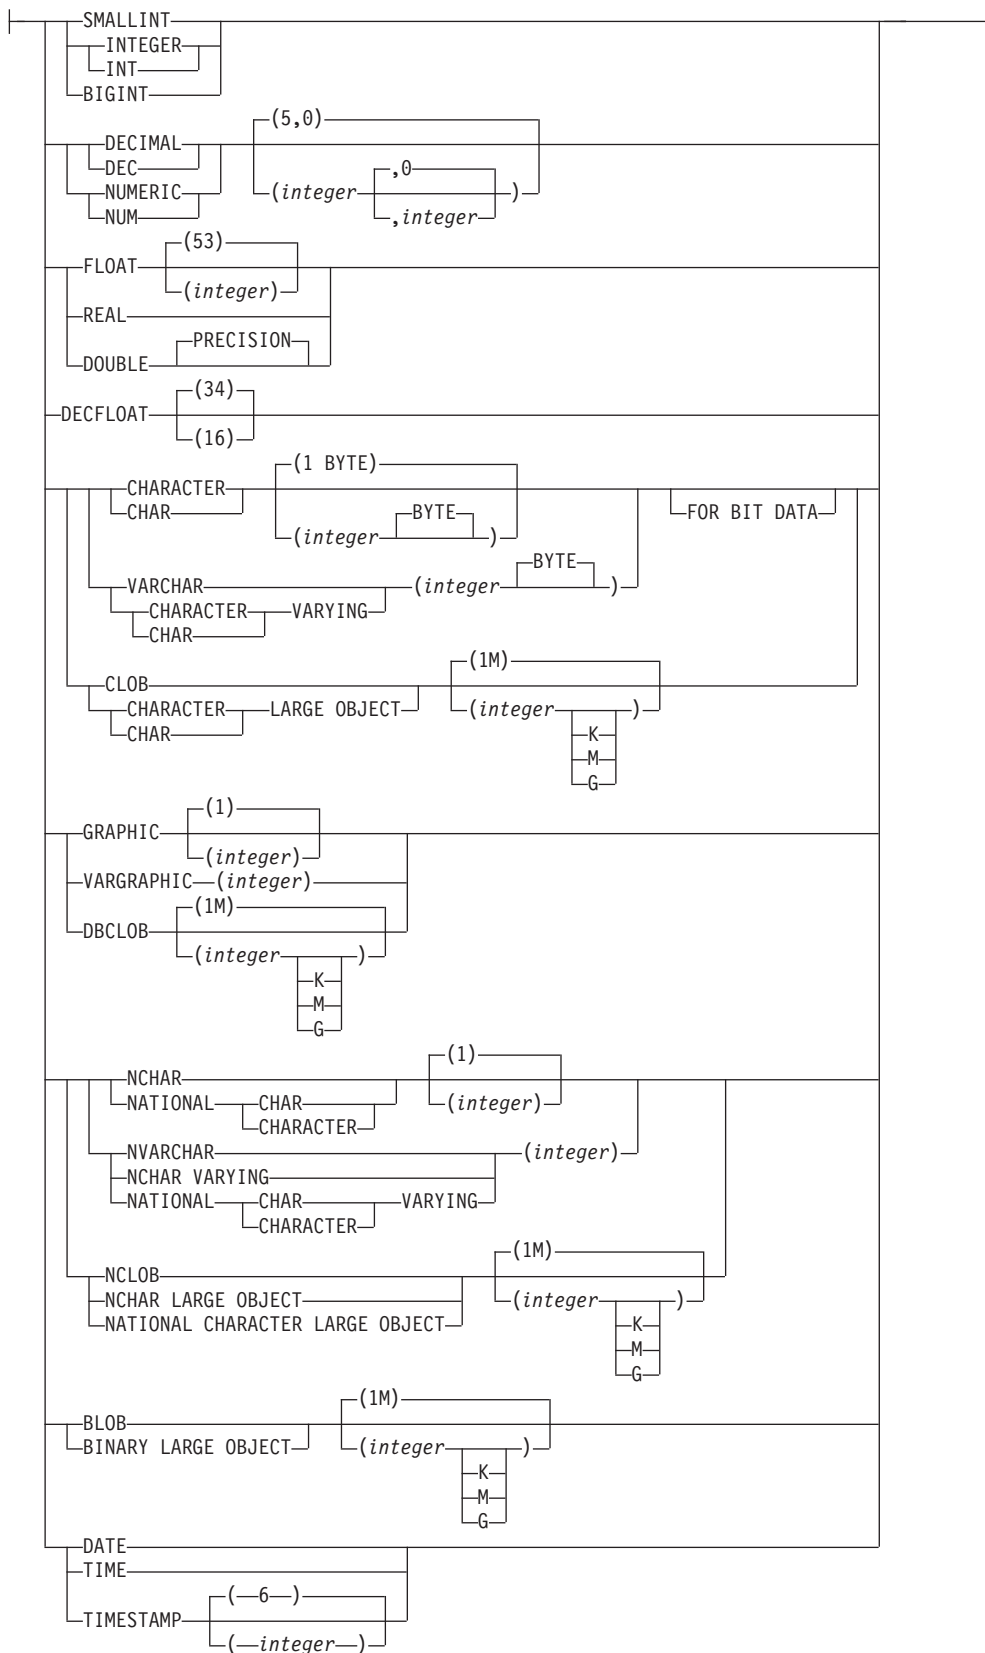 SMALLINT
INTEGER
INT
BIGINT
(5,0)
DECIMAL
DEC
,0
NUMERIC
(integer )
NUM
,integer
(53)
FLOAT
(integer)
REAL
PRECISION
DOUBLE
(34)
DECFLOAT
(16)
(1 BYTE)
CHARACTER
CHAR
BYTE
FOR BIT DATA
(integer )
BYTE
VARCHAR
(integer )
CHARACTER VARYING
CHAR
(1M)
CLOB
CHARACTER LARGE OBJECT
(integer )
CHAR
K
M
G
(1)
GRAPHIC
(integer)
VARGRAPHIC (integer)
(1M)
DBCLOB
(integer )
K
M
G
(1)
NCHAR
NATIONAL CHAR
(integer)
CHARACTER
NVARCHAR
(integer)
NCHAR VARYING
NATIONAL CHAR VARYING
CHARACTER
(1M)
NCLOB
NCHAR LARGE OBJECT
(integer )
NATIONAL CHARACTER LARGE OBJECT
K
M
G
(1M)
BLOB
BINARY LARGE OBJECT
(integer )
K
M
G
DATE
TIME
( 6 )
TIMESTAMP
( integer )